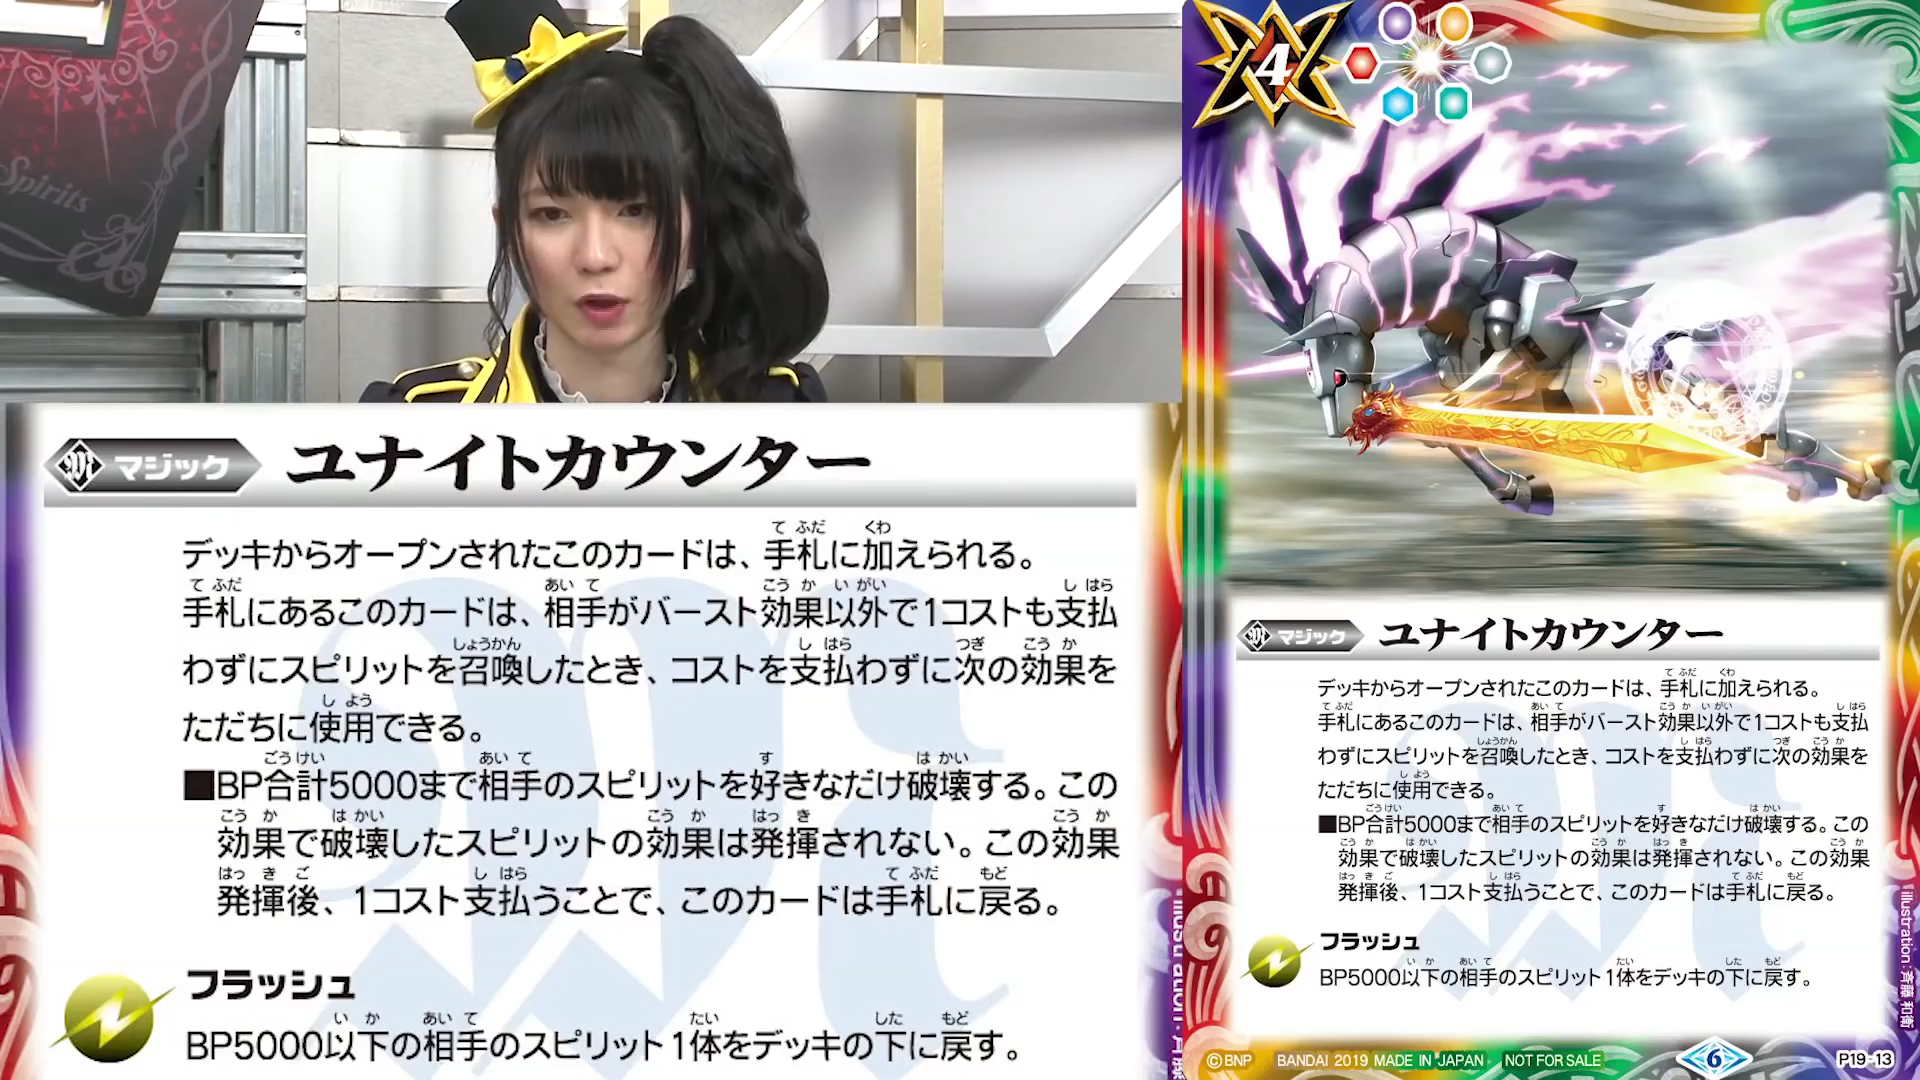 Spirits
マジック ユナイトカウンター
デッキからオープンされたこのカードは、手札に加えられる。
手札にあるこのカードは、相手がバースト効果以外で1コストも支払
わずにスピリットを召喚したとき、コストを支払わずに次の効果を
ただちに使用できる。
■BP合計5000まで相手のスピリットを好きなだけ破壊する。この
効果で破壊したスピリットの効果は発揮されない。この効果
発揮後、1コスト支払うことで、このカードは手札に戻る。
フラッシュ
BP5000以下の相手のスピリット1体をデッキの下に戻す。
4
マジック ユナイトカウンター
デッキからオープンされたこのカードは、手札に加えられる。
手札にあるこのカードは、相手がバースト効果以外で1コストも支払
わずにスピリットを召喚したとき、コストを支払わずに次の効果を
ただちに使用できる。
■BP合計5000まで相手のスピリットを好きなだけ破壊する。この
効果で破壊したスピリットの効果は発揮されない。この効果
発揮後、1コスト支払うことで、このカードは手札に戻る。
フラッシュ
BP5000以下の相手のスピリット1体をデッキの下に戻す。
illustration：斉藤和衛
©BNP BANDAI 2019 MADE IN JAPAN NOT FOR SALE 6 P19-13